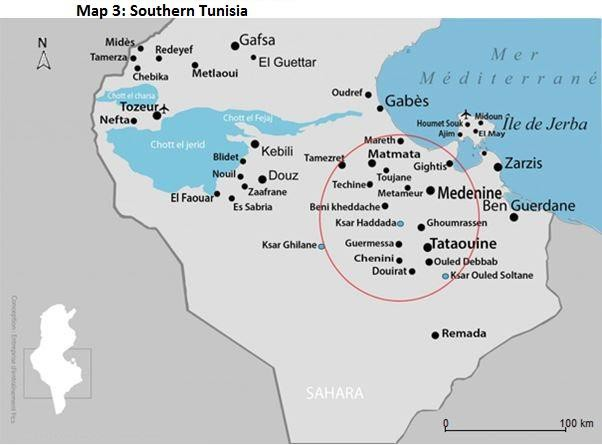 Map 3: Southern Tunisia
N
Midès
Tamerza
Redeyef
Chebika
Metlaoui
Gafsa
El Guettar
Mer
Méditerrané
Chott el charsa
Tozeur
Nefta
Chott el Fejaj
Chott el jerid
Oudref
Gabès
Houmet Souk
Midoun
Ajim
El May
Île de Jerba
Kebili
Blidet
Nouil
Douz
Zaafrane
El Faouar
Es Sabria
Mareth
Tamezret
Matmata
Toujane
Gightis
Zarzis
Techine
Metameur
Medenine
Beni kheddache
Ben Guerdane
Ksar Haddada
Ghoumrassen
Ksar Ghilane
Guermessa
Tataouine
Chenini
Ouled Debbab
Douirat
Ksar Ouled Soltane
Remada
SAHARA
0
100 km